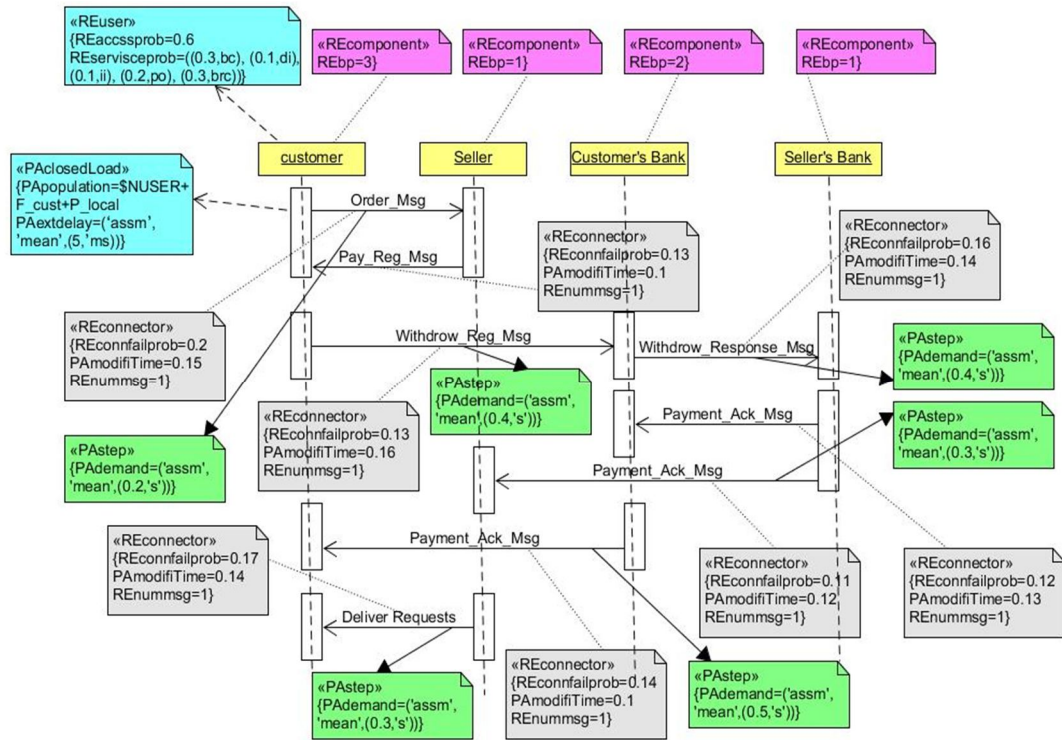 «REuser»
{REaccssprob=0.6
REservisceprob=((0.3,bc), (0.1,di),
(0.1,ii), (0.2,po), (0.3,brc))}
«REcomponent»
REbp=3}
«REcomponent»
REbp=1}
«REcomponent»
REbp=2}
«REcomponent»
REbp=1}
customer
Seller
Customer's Bank
Seller's Bank
«PAclosedLoad»
{PApopulation=$NUSER+
F_cust+P_local
PAextdelay=(‘assm’,
'mean',(5,'ms))}
Order_Msg
Pay_Reg_Msg
«REconnector»
{REconnfailprob=0.13
PAmodifiTime=0.1
REnummsg=1}
«REconnector»
{REconnfailprob=0.16
PAmodifiTime=0.14
REnummsg=1}
«REconnector»
{REconnfailprob=0.2
PAmodifiTime=0.15
REnummsg=1}
Withdrow_Reg_Msg
Withdrow_Response_Msg
«PAstep»
{PAdemand=('assm',
'mean',(0.4,'s'))}
«PAstep»
{PAdemand=('assm',
'mean',(0.4,'s'))}
«REconnector»
{REconnfailprob=0.13
PAmodifiTime=0.16
REnummsg=1}
Payment_Ack_Msg
«PAstep»
{PAdemand=('assm',
'mean',(0.3,'s'))}
«PAstep»
{PAdemand=('assm',
'mean',(0.2,'s'))}
Payment_Ack_Msg
Payment_Ack_Msg
«REconnector»
{REconnfailprob=0.17
PAmodifiTime=0.14
REnummsg=1}
«REconnector»
{REconnfailprob=0.11
PAmodifiTime=0.12
REnummsg=1}
«REconnector»
{REconnfailprob=0.12
PAmodifiTime=0.13
REnummsg=1}
Deliver Requests
«REconnector»
{REconnfailprob=0.14
PAmodifiTime=0.1
REnummsg=1}
«PAstep»
{PAdemand=('assm',
'mean',(0.3,'s'))}
«PAstep»
{PAdemand=('assm',
'mean',(0.5,'s'))}